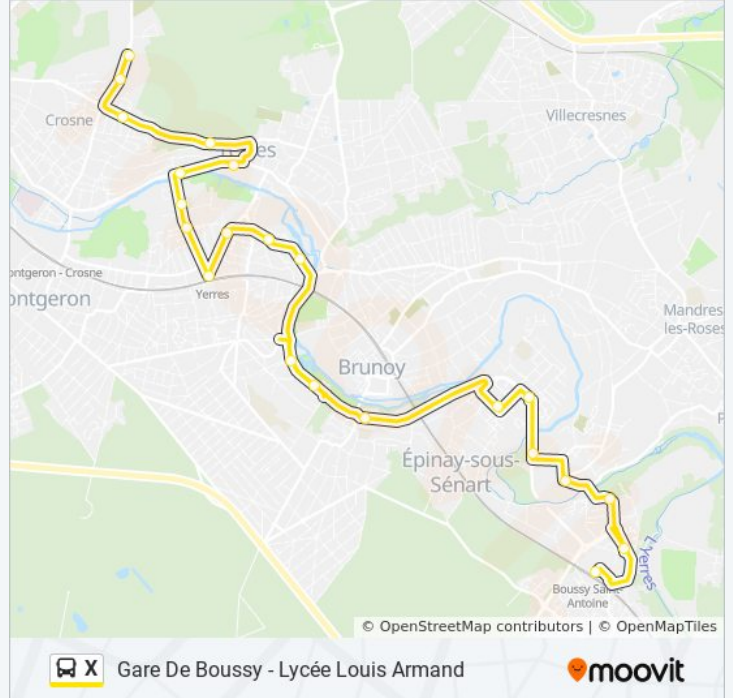 Crosne
Villecresnes
ontgeron - Crosne
ontgeron
Yerres
Mandres
les-Roses
Brunoy
Épinay-sous-
Sénart
L'Yerres
Boussy Saint-
Antoine
© OpenStreetMap contributors | © OpenMapTiles
X Gare De Boussy - Lycée Louis Armand moovit